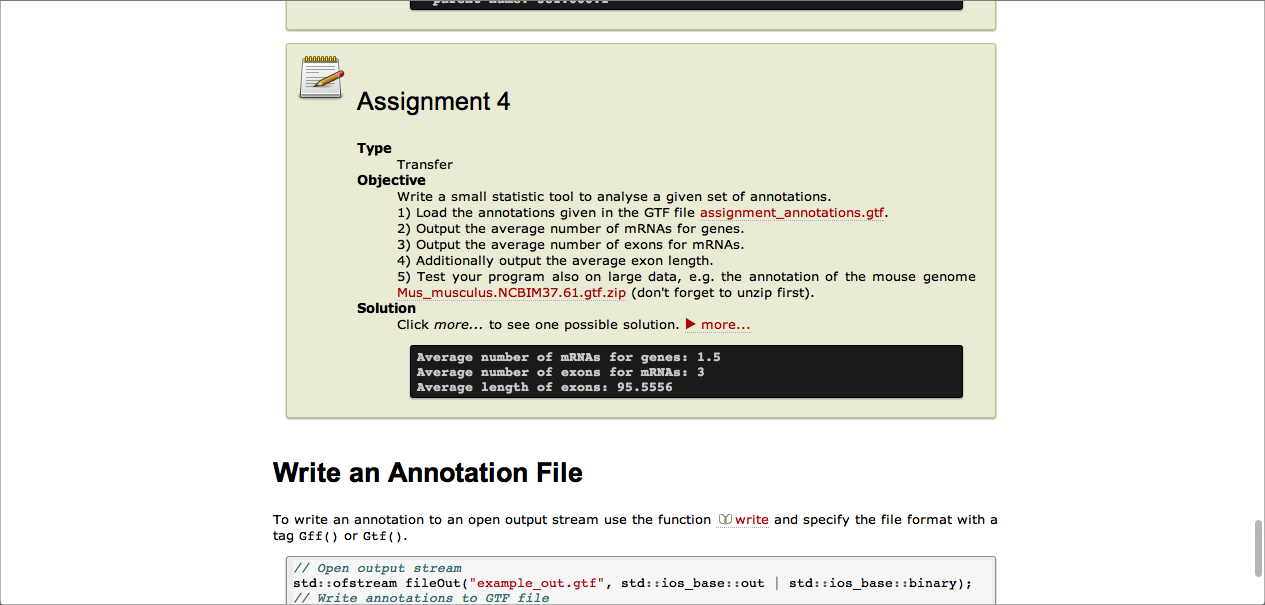 Assignment 4
Type
Transfer
Objective
Write a small statistic tool to analyse a given set of annotations.
1) Load the annotations given in the GTF file assignment_annotations.gtf.
2) Output the average number of mRNAs for genes.
3) Output the average number of exons for mRNAs.
4) Additionally output the average exon length.
5) Test your program also on large data, e.g. the annotation of the mouse genome
Mus_musculus.NCBIM37.61.gtf.zip (don't forget to unzip first).
Solution
Click more... to see one possible solution. ▶ more...
Average number of mRNAs for genes: 1.5
Average number of exons for mRNAs: 3
Average length of exons: 95.5556
Write an Annotation File
To write an annotation to an open output stream use the function write and specify the file format with a
tag Gff() or Gtf().
// Open output stream
std::ofstream fileOut("example_out.gtf", std::ios_base::out | std::ios_base::binary);
// Write annotations to GTF file